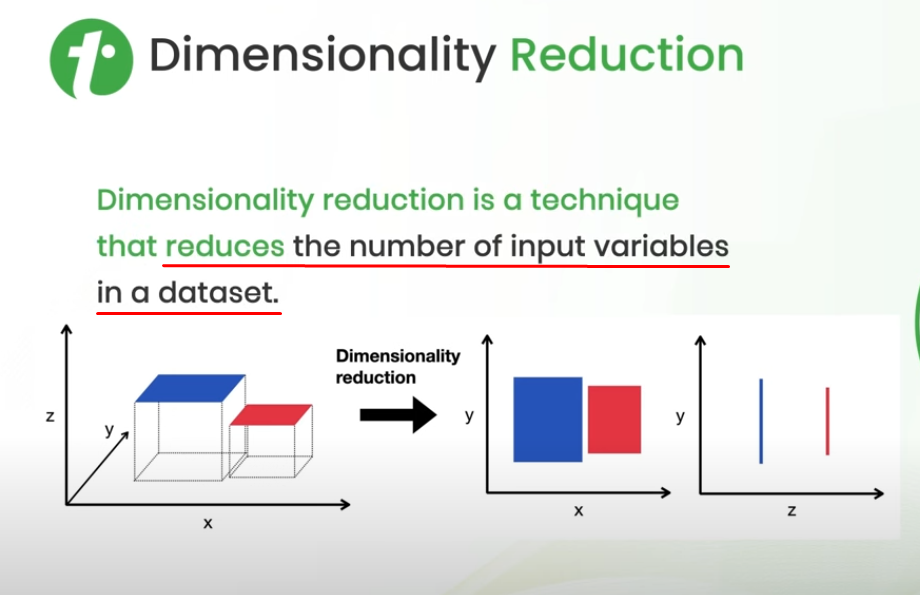 Dimensionality Reduction
Dimensionality reduction is a technique
that reduces the number of input variables
in a dataset.
Dimensionality
reduction
z
y
x
y
x
y
z